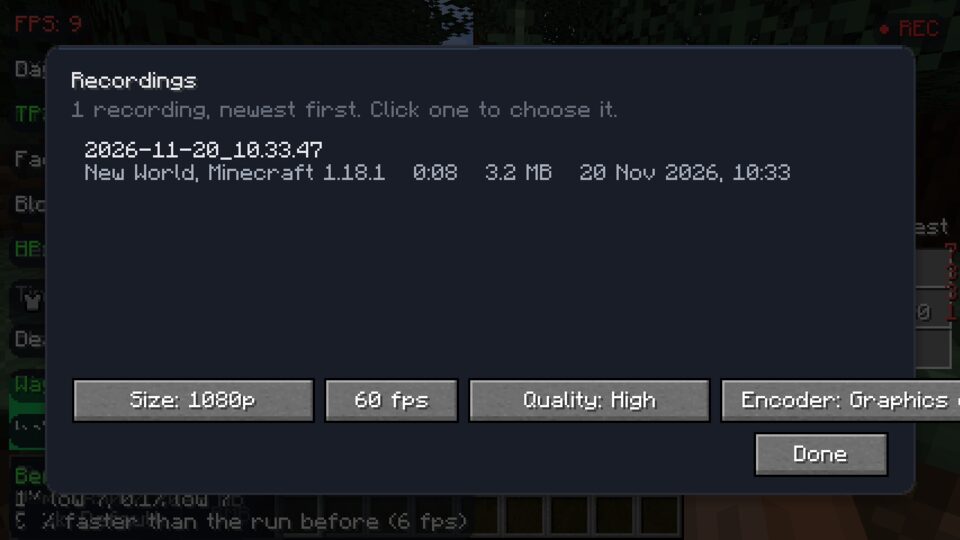 FPS: 9
REC
Recordings
1 recording, newest first. Click one to choose it.
2026-11-20_10.33.47
New World, Minecraft 1.18.1 0:08 3.2 MB 20 Nov 2026, 10:33
Size: 1080p
60 fps
Quality: High
Encoder: Graphics
Done
faster than the run before (6 fps)